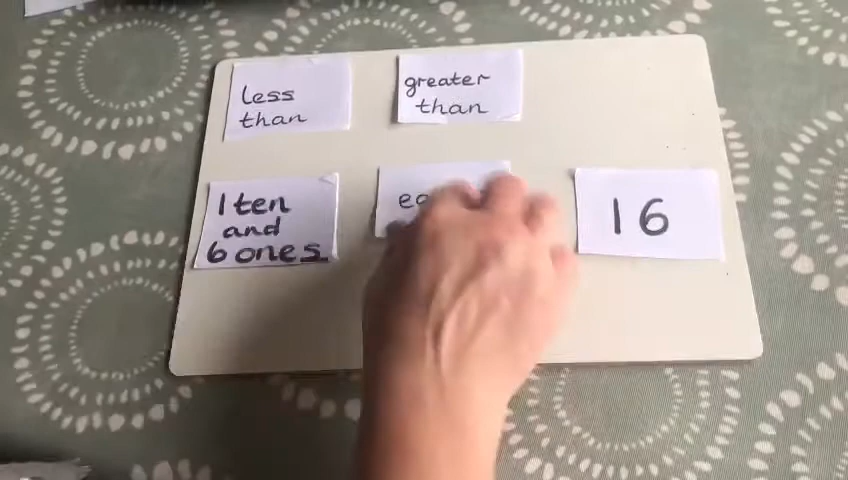 less
than
greater
than
1 ten
and
6 ones
16